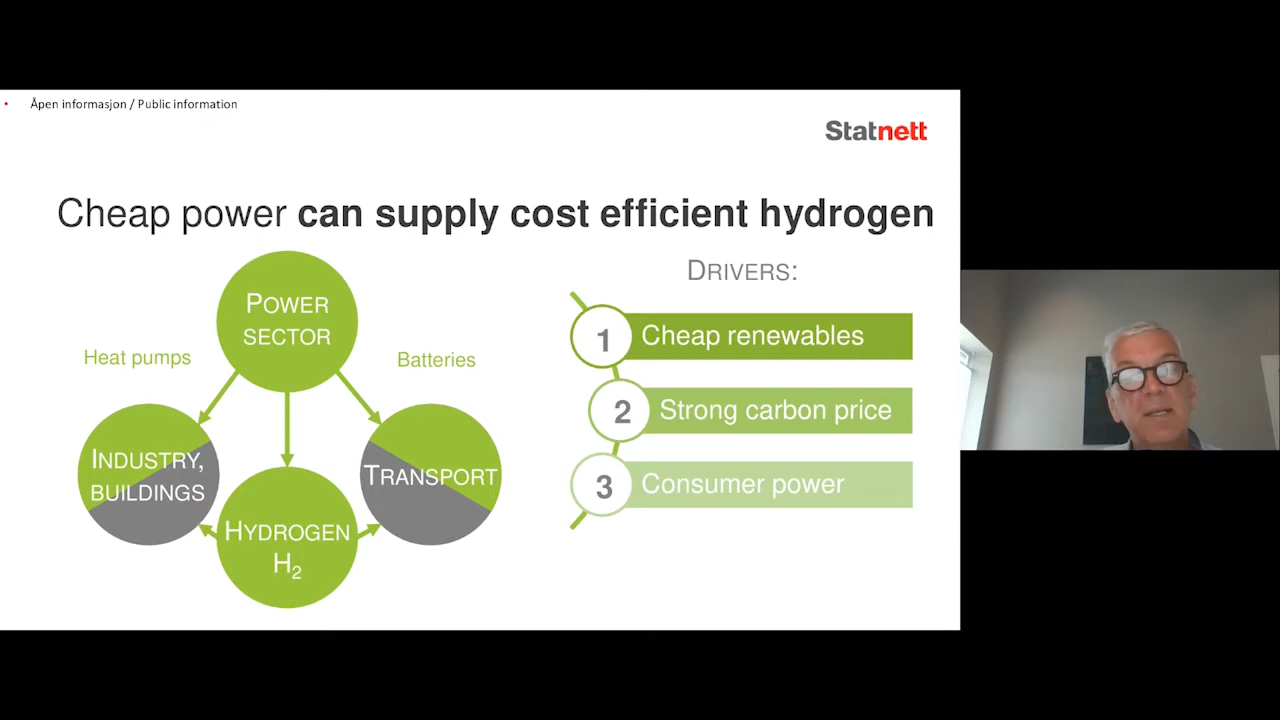 Åpen informasjon / Public information
Statnett
Cheap power can supply cost efficient hydrogen
DRIVERS:
POWER
SECTOR
Heat pumps
Batteries
INDUSTRY,
BUILDINGS
TRANSPORT
HYDROGEN
H₂
1 Cheap renewables
2 Strong carbon price
3 Consumer power